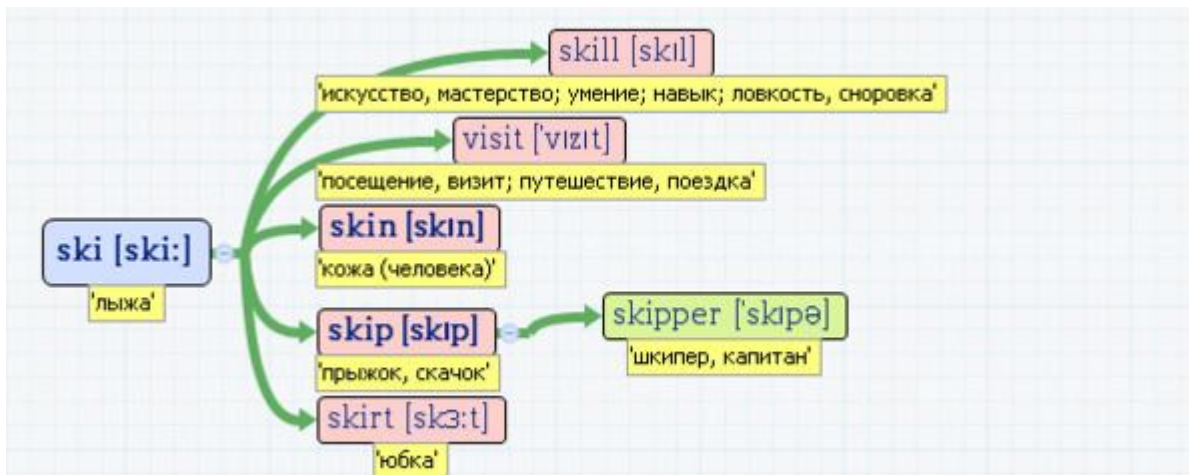 skill [skɪl]
'искусство, мастерство; умение; навык; ловкость, сноровка'
visit ['vɪzɪt]
'посещение, визит; путешествие, поездка'
skin [skɪn]
'кожа (человека)'
ski [ski:]
'лыжа'
skip [skɪp]
'прыжок, скачок'
skipper ['skɪpə]
'шкипер, капитан'
skirt [skɜ:t]
'юбка'